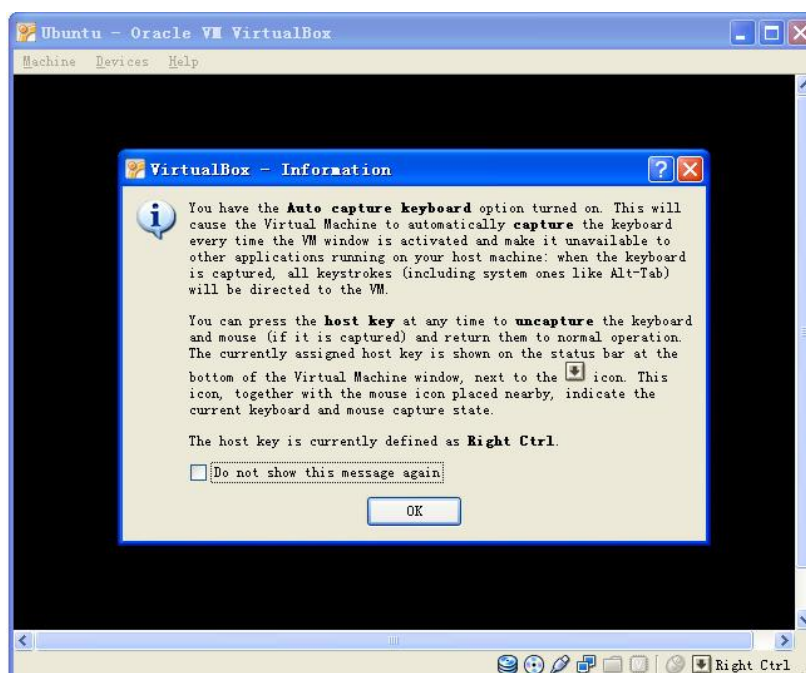 Ubuntu - Oracle VM VirtualBox
Machine Devices Help
VirtualBox - Information
You have the Auto capture keyboard option turned on. This will
cause the Virtual Machine to automatically capture the keyboard
every time the VM window is activated and make it unavailable to
other applications running on your host machine: when the keyboard
is captured, all keystrokes (including system ones like Alt-Tab)
will be directed to the VM.
You can press the host key at any time to uncapture the keyboard
and mouse (if it is captured) and return them to normal operation.
The currently assigned host key is shown on the status bar at the
bottom of the Virtual Machine window, next to the icon. This
icon, together with the mouse icon placed nearby, indicate the
current keyboard and mouse capture state.
The host key is currently defined as Right Ctrl.
Do not show this message again
OK
Right Ctrl